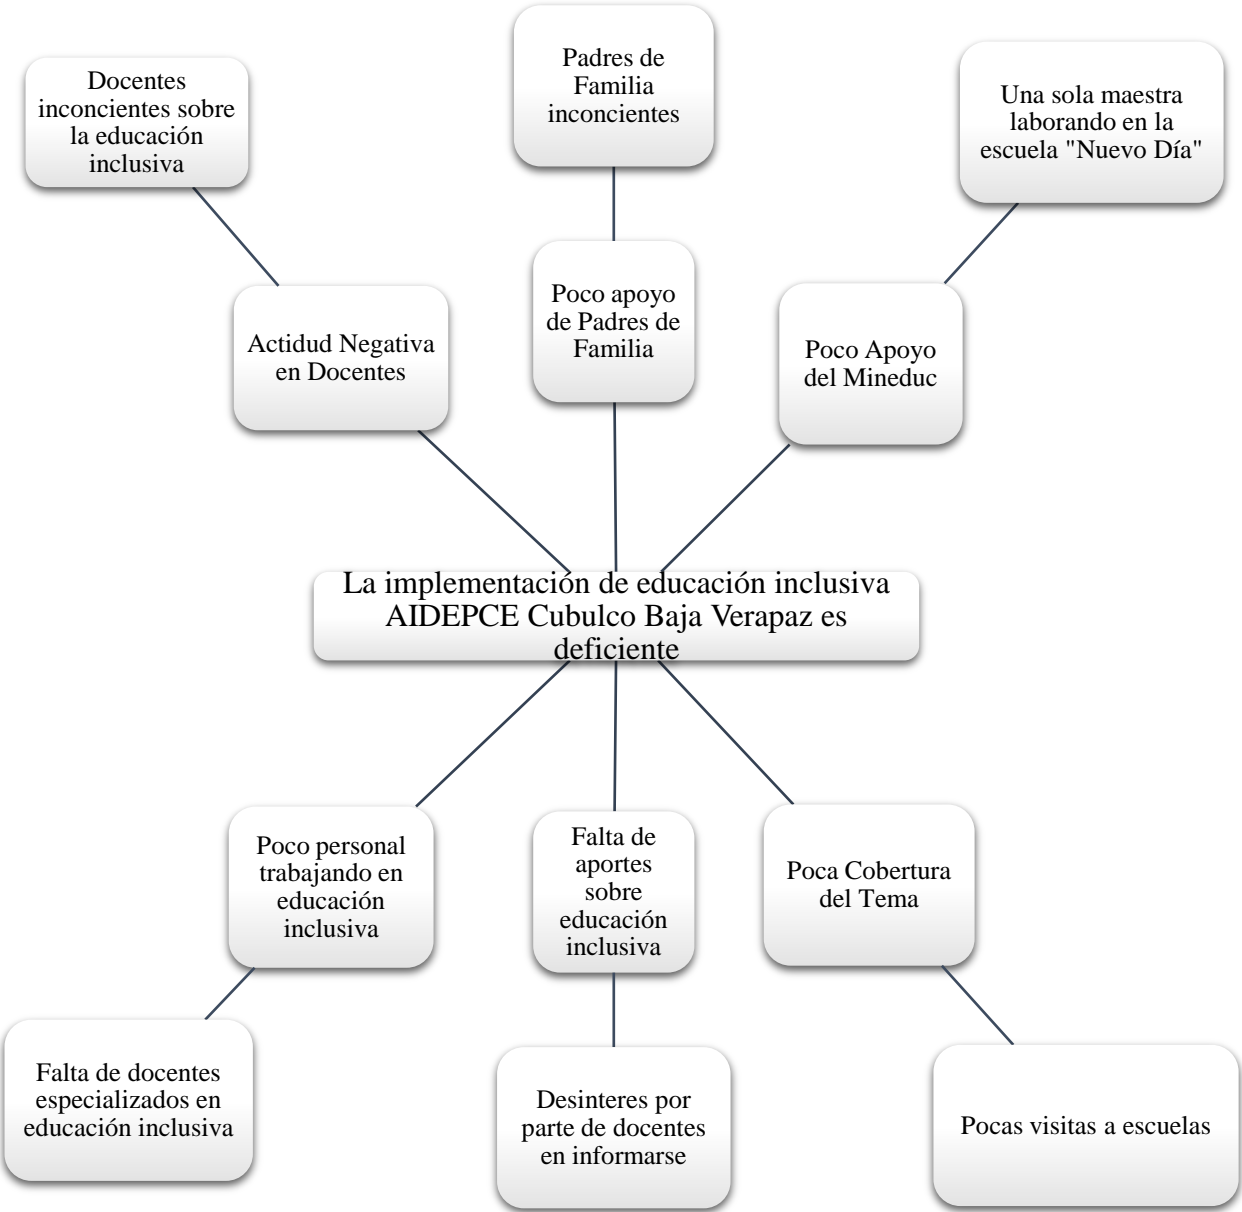 Padres de
Familia
inconcientes
Docentes
inconcientes sobre
la educación
inclusiva
Una sola maestra
laborando en la
escuela "Nuevo Día"
Actidud Negativa
en Docentes
Poco apoyo
de Padres de
Familia
Poco Apoyo
del Mineduc
La implementación de educación inclusiva
AIDEPCE Cubulco Baja Verapaz es
deficiente
Poco personal
trabajando en
educación
inclusiva
Falta de
aportes
sobre
educación
inclusiva
Poca Cobertura
del Tema
Falta de docentes
especializados en
educación inclusiva
Desinteres por
parte de docentes
en informarse
Pocas visitas a escuelas